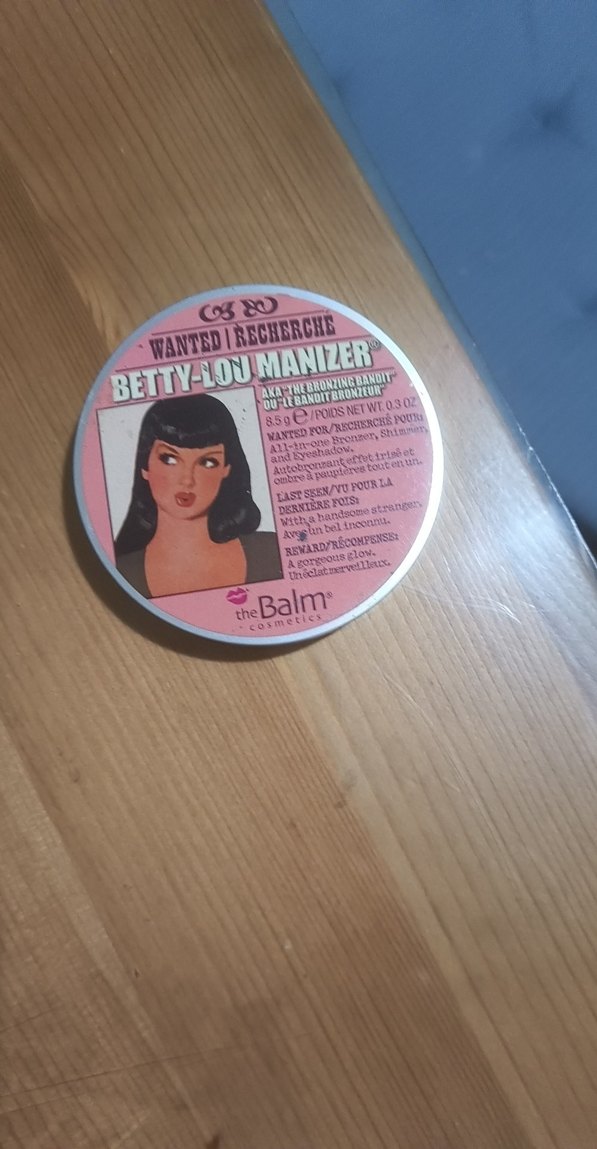 WANTED | RECHERCHÉ
BETTY-LOU MANIZER®
AKA "THE BRONZING BANDIT"
OU "LE BANDIT BRONZEUR"
8.5 g ℮ / POIDS NET WT. 0.3 OZ.
WANTED FOR/RECHERCHÉ POUR:
All-in-one Bronzer, Shimmer,
and Eyeshadow.
Autobronzant effet irisé et
ombre à paupières tout en un.
LAST SEEN/VU POUR LA
DERNIÈRE FOIS:
With a handsome stranger.
Avec un bel inconnu.
REWARD/RÉCOMPENSE:
A gorgeous glow.
Un éclat merveilleux.
theBalm®
cosmetics